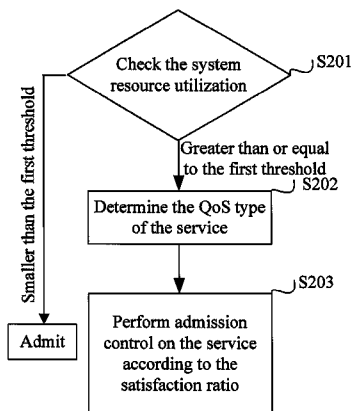 Check the system
resource utilization
S201
Smaller than the first threshold
Greater than or equal
to the first threshold
S202
Determine the QoS type
of the service
S203
Admit
Perform admission
control on the service
according to the
satisfaction ratio